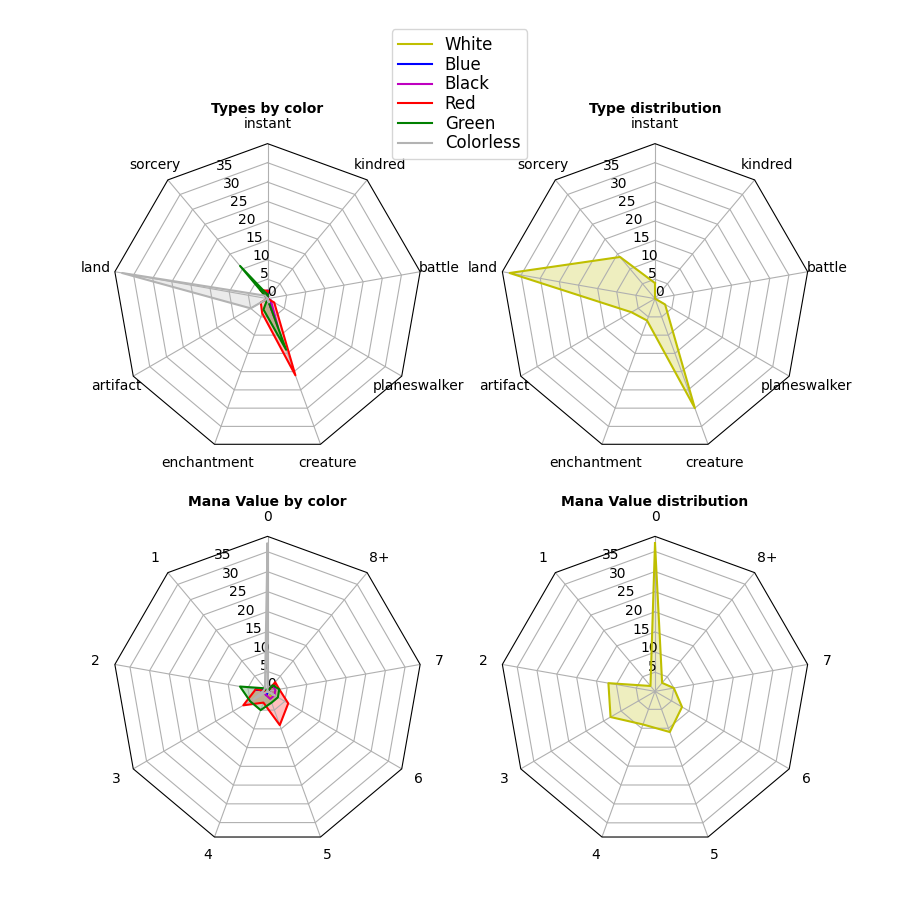 White
Blue
Black
Red
Green
Colorless
Types by color
instant
kindred
battle
planeswalker
creature
enchantment
artifact
land
sorcery
35
30
25
20
15
10
5
0
Type distribution
instant
kindred
battle
planeswalker
creature
enchantment
artifact
land
sorcery
35
30
25
20
15
10
5
0
Mana Value by color
0
8+
7
6
5
4
3
2
1
35
30
25
20
15
10
5
0
Mana Value distribution
0
8+
7
6
5
4
3
2
1
35
30
25
20
15
10
5